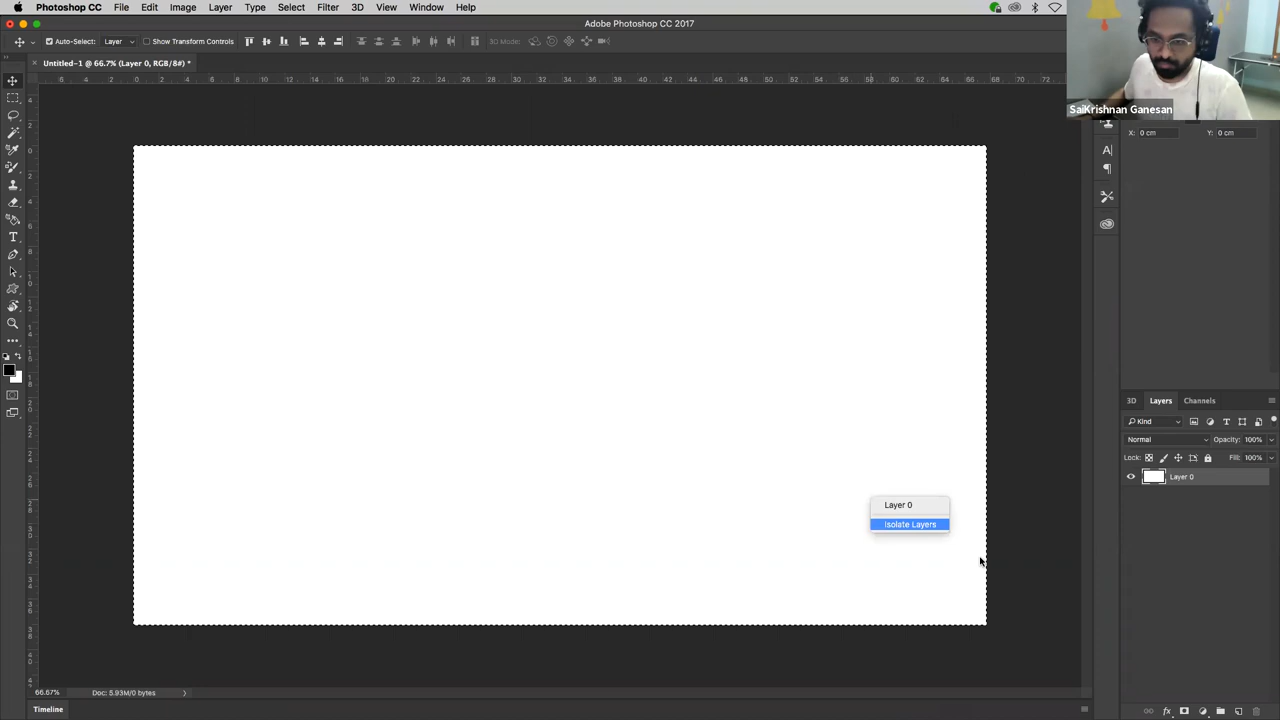 Photoshop CC File Edit Image Layer Type Select Filter 3D View Window Help
Adobe Photoshop CC 2017
Auto-Select: Layer Show Transform Controls 3D Mode:
Untitled-1 @ 66.7% (Layer 0, RGB/8#) *
SaiKrishnan Ganesan
X: 0 cm Y: 0 cm
3D Layers Channels
Kind
Normal Opacity: 100%
Lock: Fill: 100%
Layer 0
Layer 0
Isolate Layers
66.67% Doc: 5.93M/0 bytes
Timeline